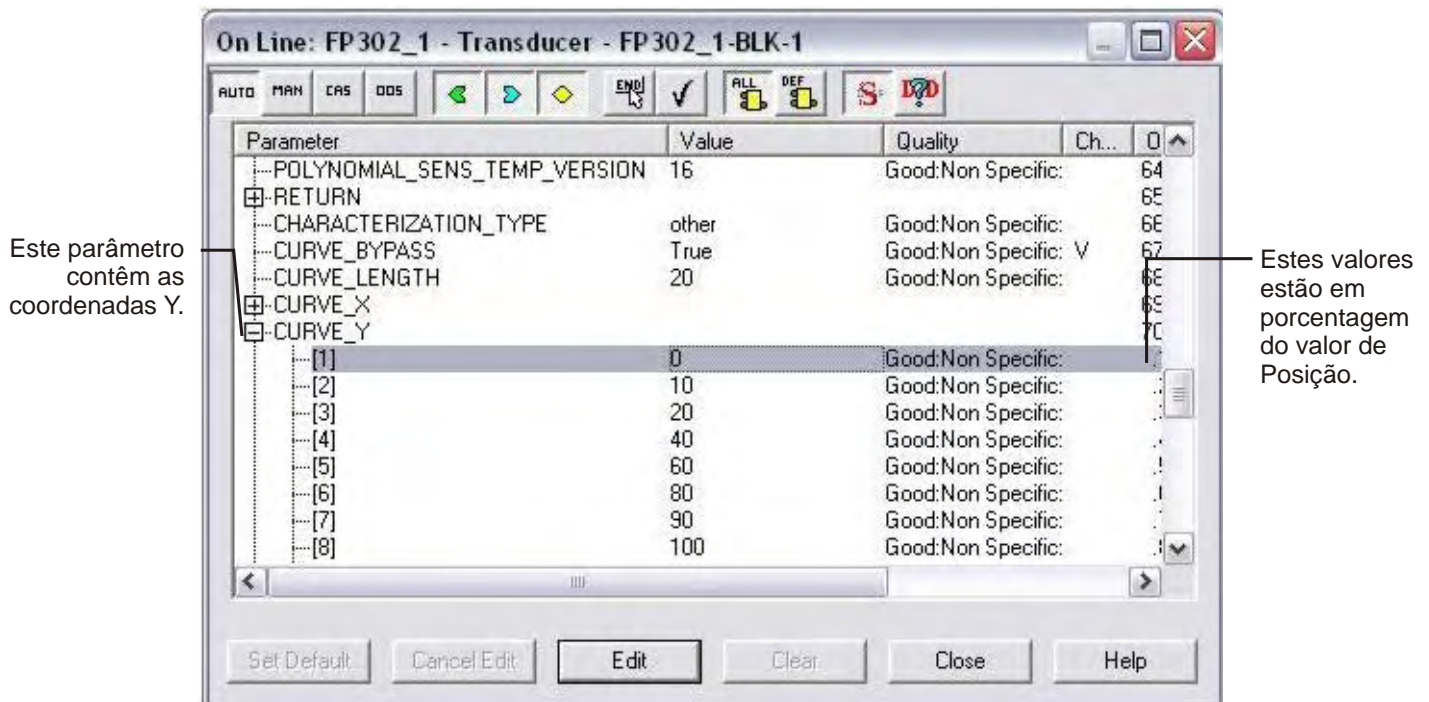 On Line: FP302_1 - Transducer - FP302_1-BLK-1
AUTO MAN CAS OOS END ALL DEF S D?D
Parameter Value Quality Ch... O
POLYNOMIAL_SENS_TEMP_VERSION 16 Good:Non Specific: 64
RETURN 65
CHARACTERIZATION_TYPE other Good:Non Specific: 66
CURVE_BYPASS True Good:Non Specific: V 67
CURVE_LENGTH 20 Good:Non Specific: 68
CURVE_X 69
CURVE_Y 70
[1] 0 Good:Non Specific:
[2] 10 Good:Non Specific:
[3] 20 Good:Non Specific:
[4] 40 Good:Non Specific:
[5] 60 Good:Non Specific:
[6] 80 Good:Non Specific:
[7] 90 Good:Non Specific:
[8] 100 Good:Non Specific:
Set Default Cancel Edit Edit Clear Close Help
Este parâmetro
contêm as
coordenadas Y.
Estes valores
estão em
porcentagem
do valor de
Posição.